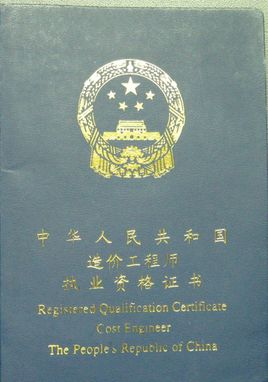 中华人民共和国
造价工程师
执业资格证书
Registered Qualification Certificate
Cost Engineer
The People's Republic of China